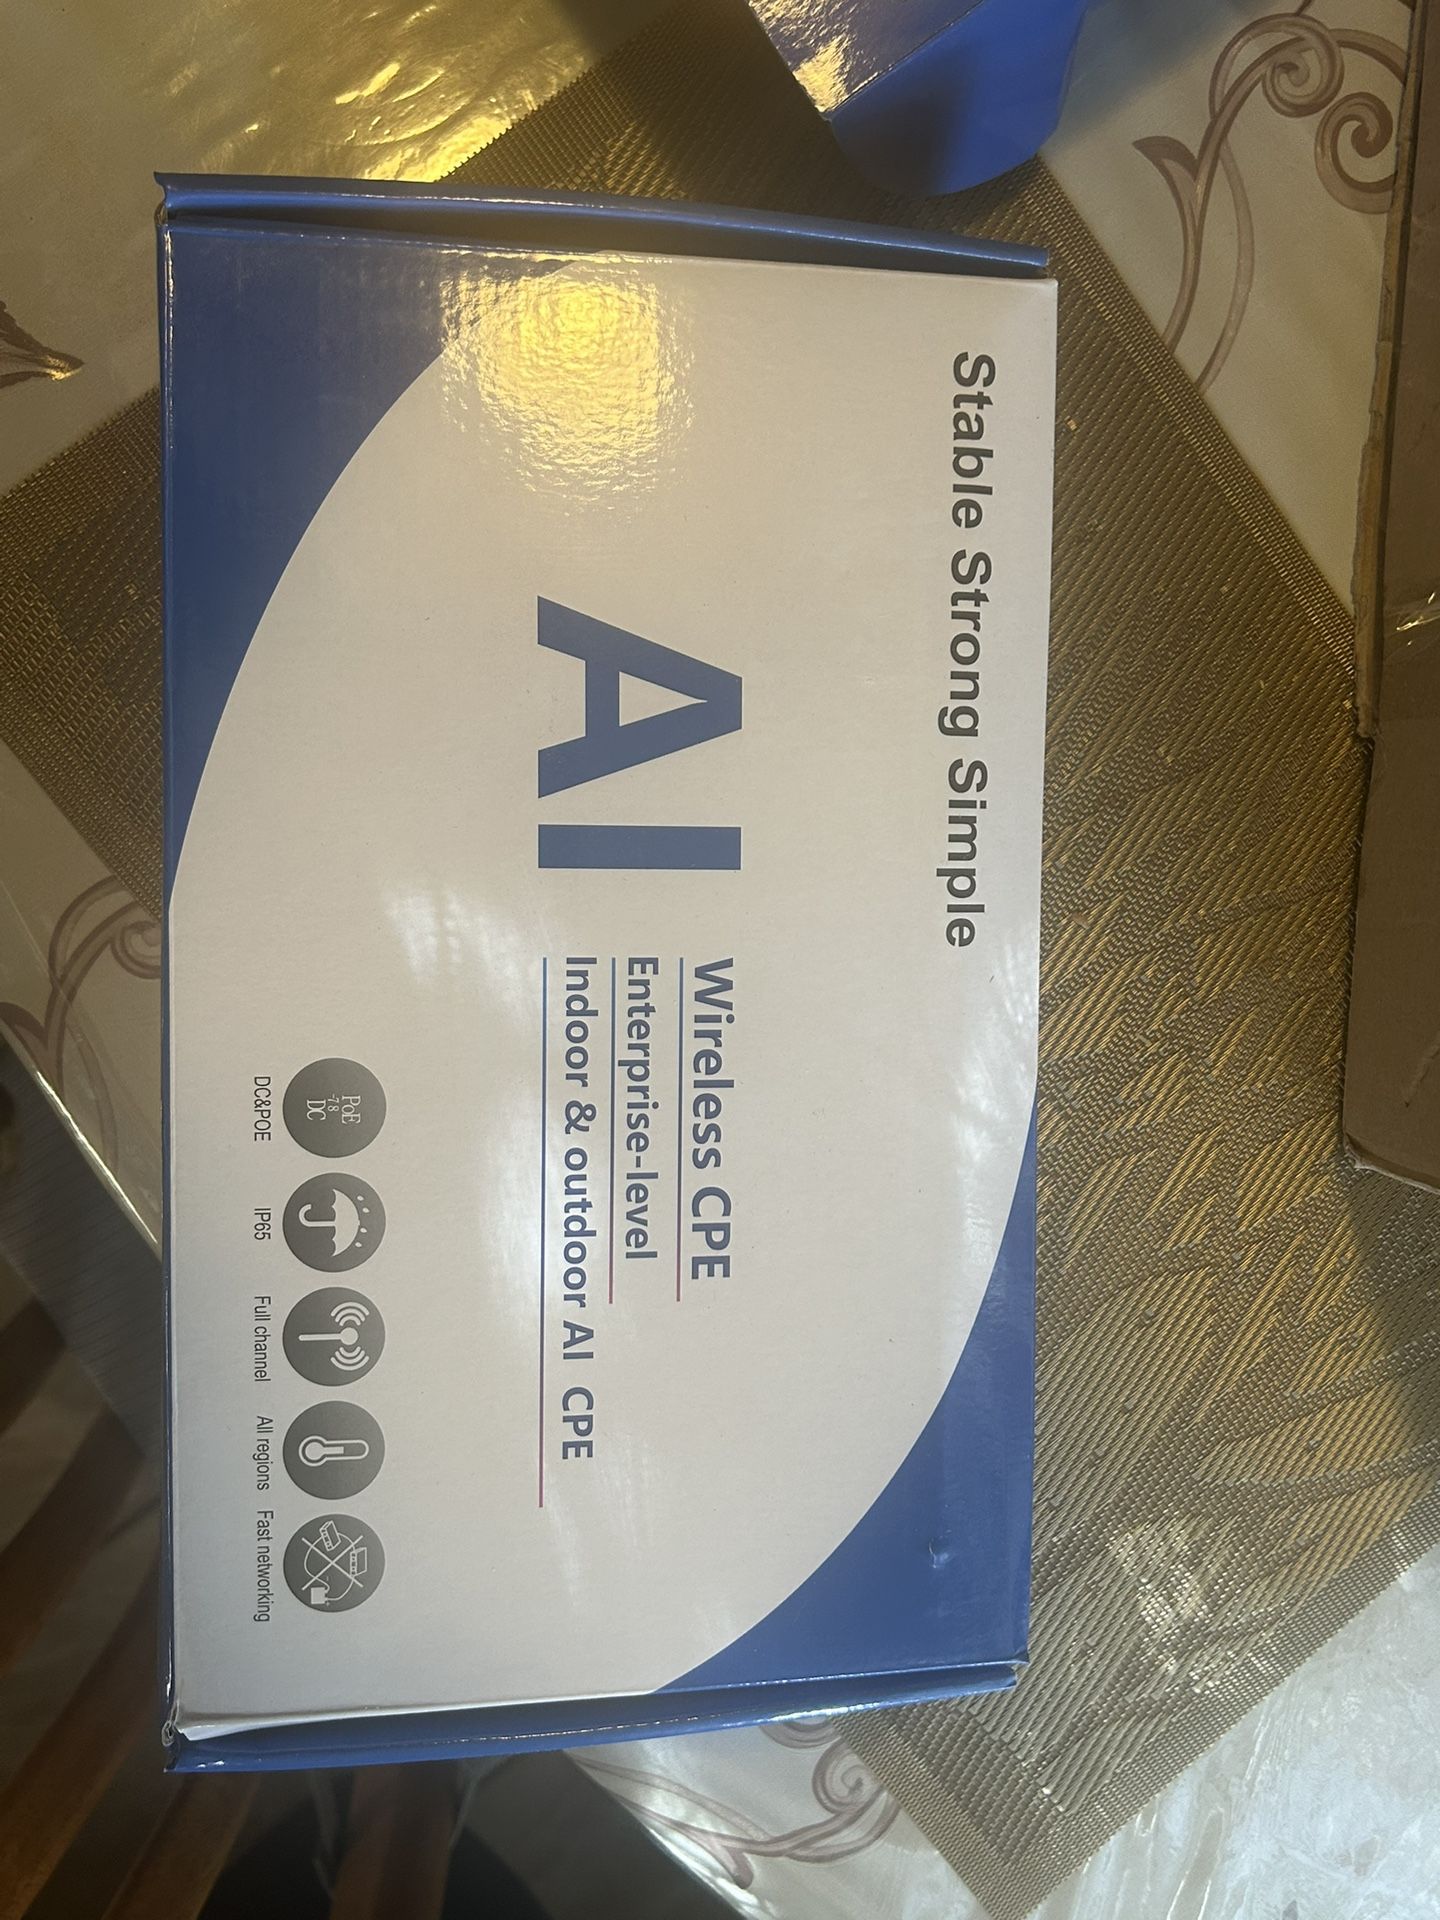 Stable Strong Simple
AI
Wireless CPE
Enterprise-level
Indoor & outdoor AI CPE
PoE
-78
DC
DC&POE
IP65
Full channel
All regions
Fast networking